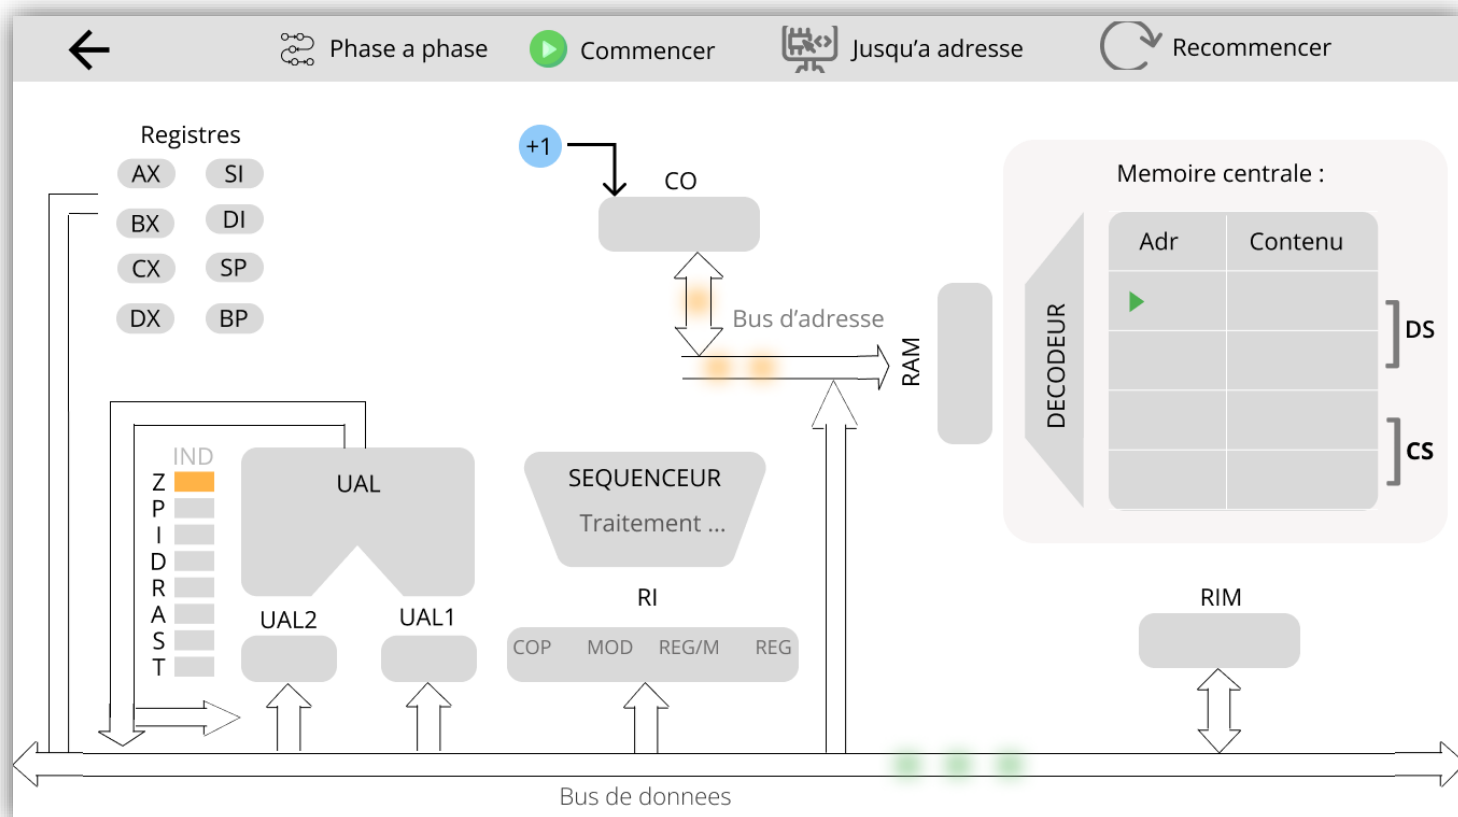 Phase a phase
Commencer
Jusqu'a adresse
Recommencer
Registres
AX
SI
BX
DI
CX
SP
DX
BP
+1
CO
Bus d'adresse
RAM
Memoire centrale :
DECODEUR
Adr
Contenu
DS
CS
IND
Z
P
I
D
R
A
S
T
UAL
UAL2
UAL1
SEQUENCEUR
Traitement ...
RI
COP MOD REG/M REG
RIM
Bus de donnees